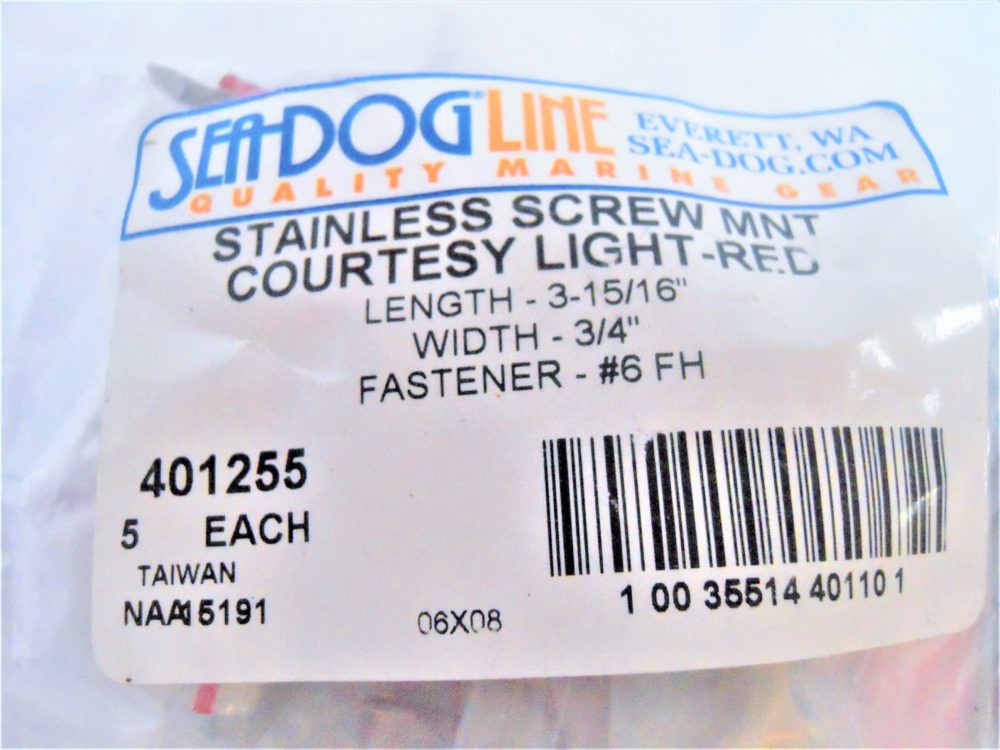 SEA-DOG® LINE
EVERETT, WA
SEA-DOG.COM
QUALITY MARINE GEAR
STAINLESS SCREW MNT
COURTESY LIGHT-RED
LENGTH - 3-15/16"
WIDTH - 3/4"
FASTENER - #6 FH
401255
5 EACH
TAIWAN
NAA15191
06X08
1 00 35514 40110 1